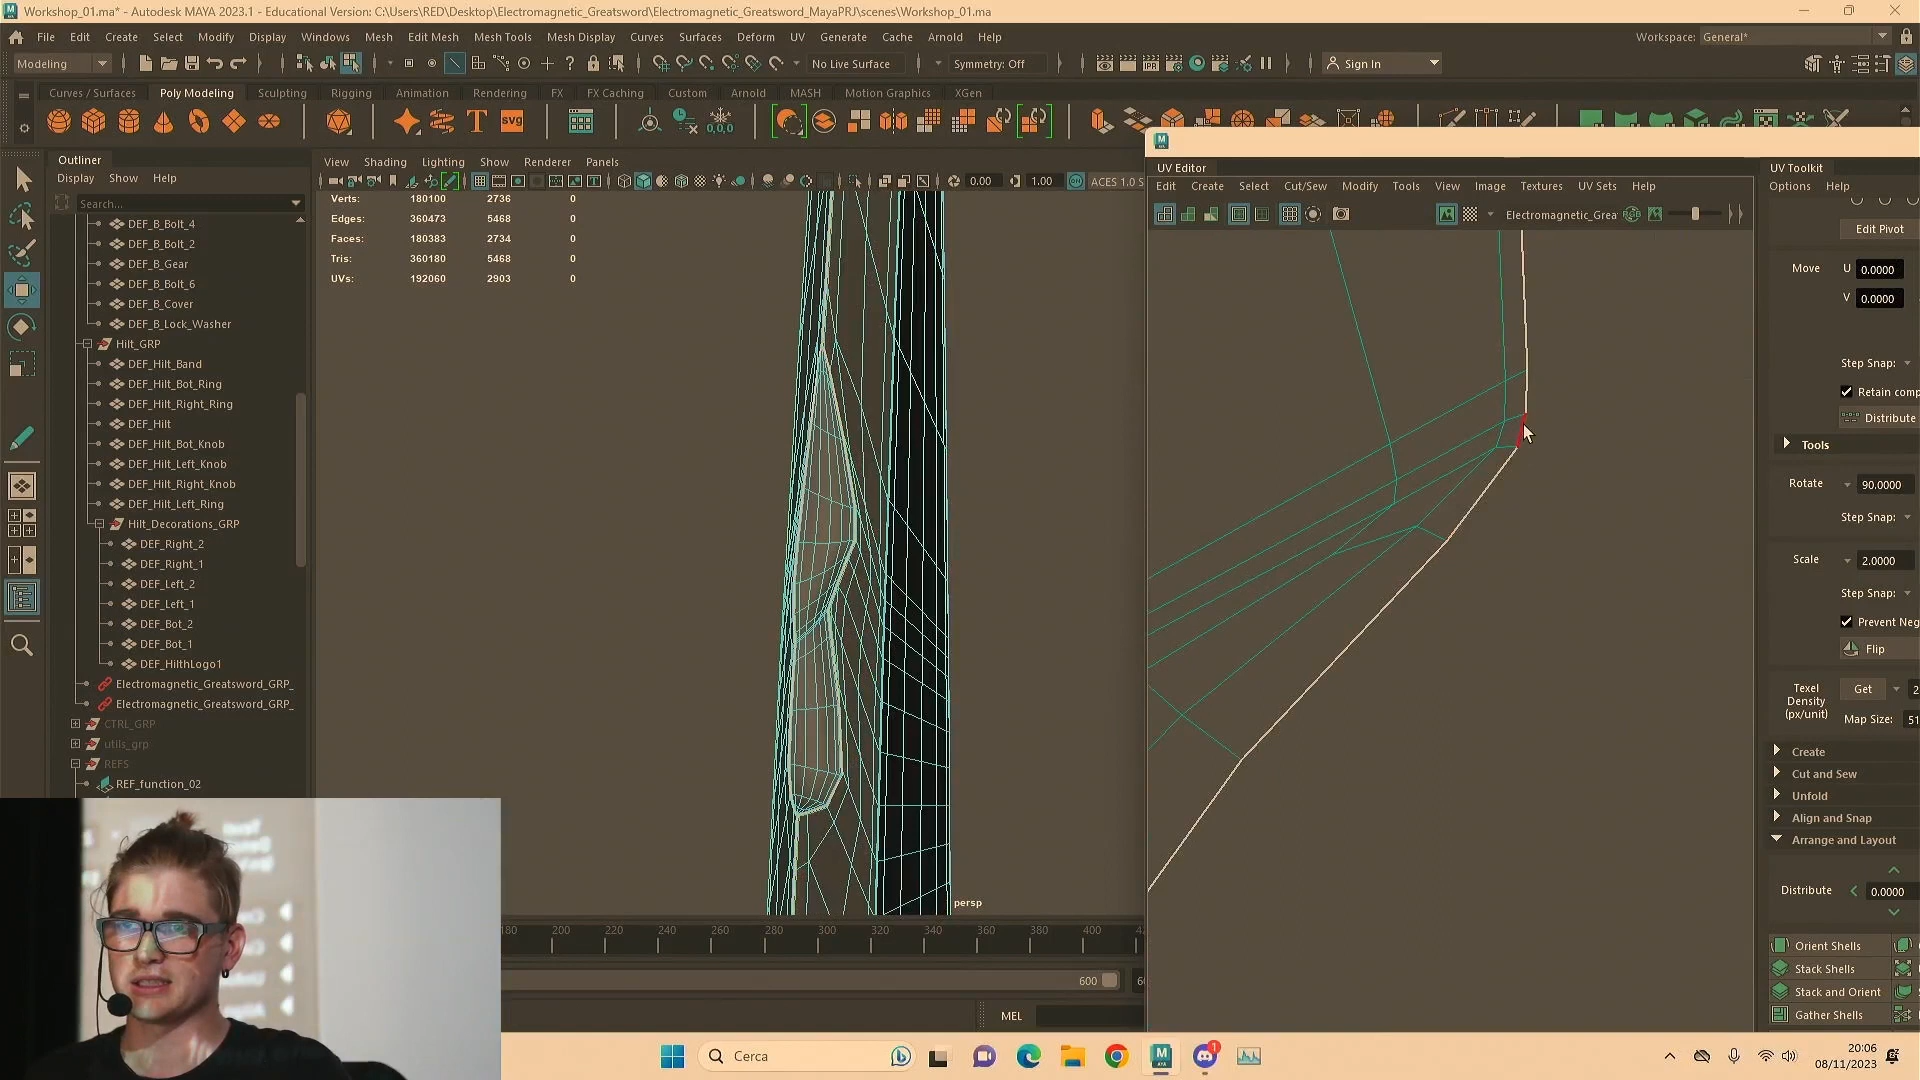 Workshop_01.ma* - Autodesk MAYA 2023.1 - Educational Version: C:\Users\RED\Desktop\Electromagnetic_Greatsword\Electromagnetic_Greatsword_MayaPRJ\scenes\Workshop_01.ma
File Edit Create Select Modify Display Windows Mesh Edit Mesh Mesh Tools Mesh Display Curves Surfaces Deform UV Generate Cache Arnold Help
Workspace: General*
Modeling
No Live Surface
Symmetry: Off
Sign In
Curves / Surfaces Poly Modeling Sculpting Rigging Animation Rendering FX FX Caching Custom Arnold MASH Motion Graphics XGen
Outliner
Display Show Help
Search...
DEF_B_Bolt_4
DEF_B_Bolt_2
DEF_B_Gear
DEF_B_Bolt_6
DEF_B_Cover
DEF_B_Lock_Washer
Hilt_GRP
DEF_Hilt_Band
DEF_Hilt_Bot_Ring
DEF_Hilt_Right_Ring
DEF_Hilt
DEF_Hilt_Bot_Knob
DEF_Hilt_Left_Knob
DEF_Hilt_Right_Knob
DEF_Hilt_Left_Ring
Hilt_Decorations_GRP
DEF_Right_2
DEF_Right_1
DEF_Left_2
DEF_Left_1
DEF_Bot_2
DEF_Bot_1
DEF_HilthLogo1
Electromagnetic_Greatsword_GRP_
Electromagnetic_Greatsword_GRP_
CTRL_GRP
utils_grp
REFS
REF_function_02
View Shading Lighting Show Renderer Panels
0.00 1.00 ACES 1.0 S
Verts: 180100 2736 0
Edges: 360473 5468 0
Faces: 180383 2734 0
Tris: 360180 5468 0
UVs: 192060 2903 0
persp
180 200 220 240 260 280 300 320 340 360 380 400 42
600 60
MEL
UV Editor
Edit Create Select Cut/Sew Modify Tools View Image Textures UV Sets Help
Electromagnetic_Grea
UV Toolkit
Options Help
Edit Pivot
Move U 0.0000
V 0.0000
Step Snap:
Retain comp
Distribute
Tools
Rotate 90.0000
Step Snap:
Scale 2.0000
Step Snap:
Prevent Neg
Flip
Texel Density (px/unit) Get 2
Map Size: 51
Create
Cut and Sew
Unfold
Align and Snap
Arrange and Layout
Distribute 0.0000
Orient Shells
Stack Shells
Stack and Orient
Gather Shells
Cerca
1
20:06
08/11/2023